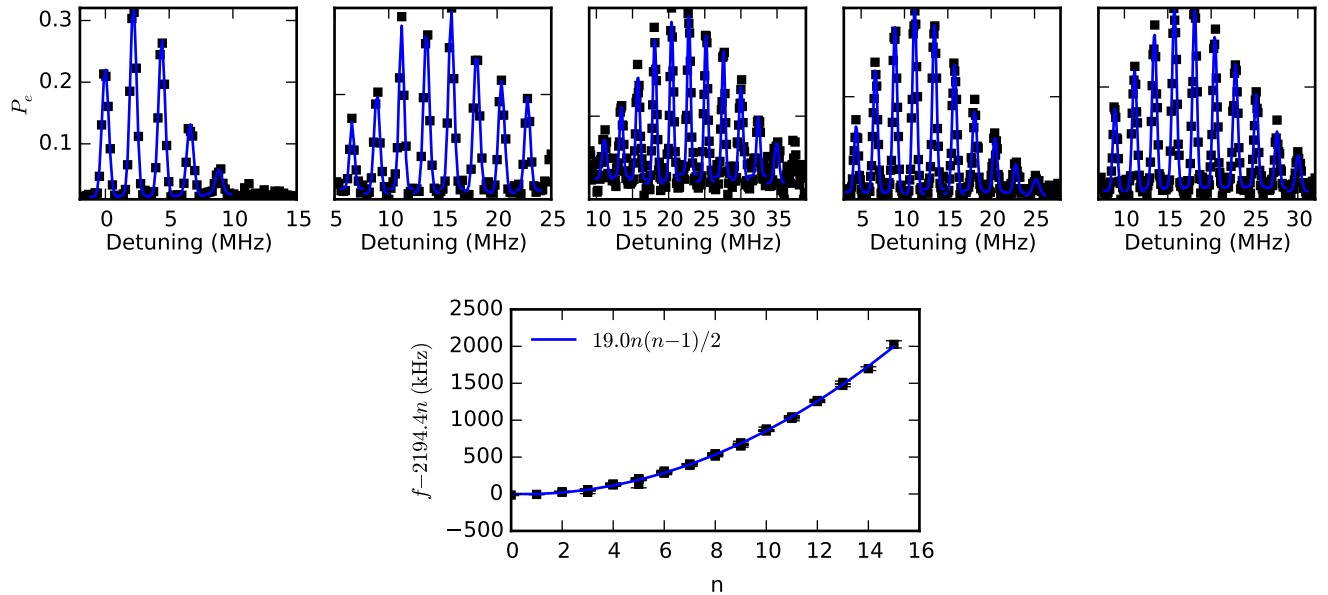 0.3
0.2
0.1
P_e
0 5 10 15
5 10 15 20 25
10 15 20 25 30 35
5 10 15 20 25
10 15 20 25 30
Detuning (MHz)
Detuning (MHz)
Detuning (MHz)
Detuning (MHz)
Detuning (MHz)
2500
2000
1500
1000
500
0
−500
f−2194.4n (kHz)
19.0n(n−1)/2
0 2 4 6 8 10 12 14 16
n